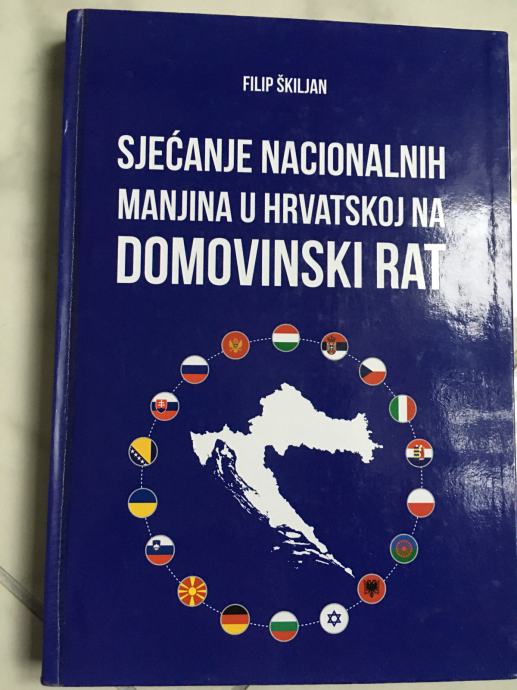 FILIP ŠKILJAN
SJEĆANJE NACIONALNIH
MANJINA U HRVATSKOJ NA
DOMOVINSKI RAT